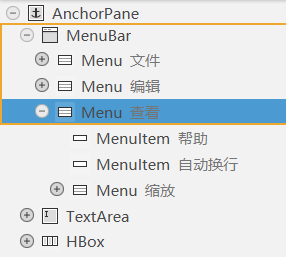 AnchorPane
MenuBar
Menu 文件
Menu 编辑
Menu 查看
MenuItem 帮助
MenuItem 自动换行
Menu 缩放
TextArea
HBox